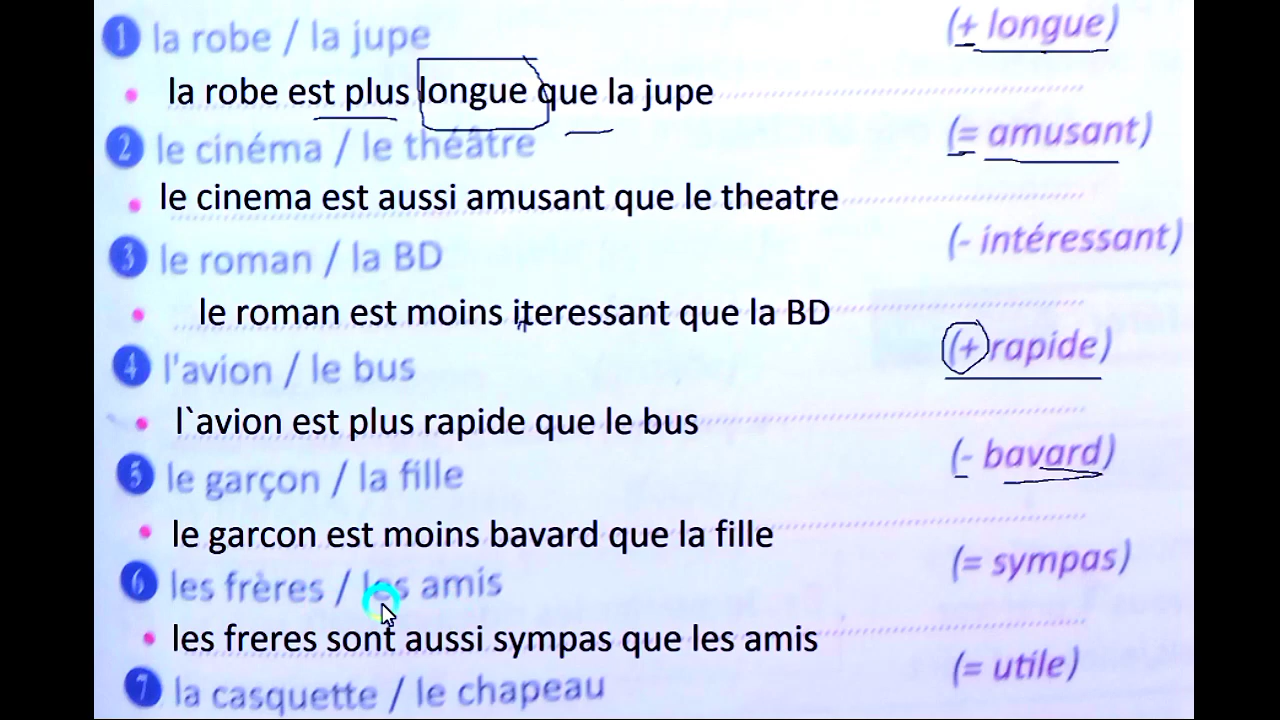 1 la robe / la jupe (+ longue)
la robe est plus longue que la jupe
2 le cinéma / le théâtre (= amusant)
le cinema est aussi amusant que le theatre
3 le roman / la BD (- intéressant)
le roman est moins iteressant que la BD
n
4 l'avion / le bus (+ rapide)
l`avion est plus rapide que le bus
5 le garçon / la fille (- bavard)
le garcon est moins bavard que la fille
6 les frères / les amis (= sympas)
les freres sont aussi sympas que les amis
7 la casquette / le chapeau (= utile)